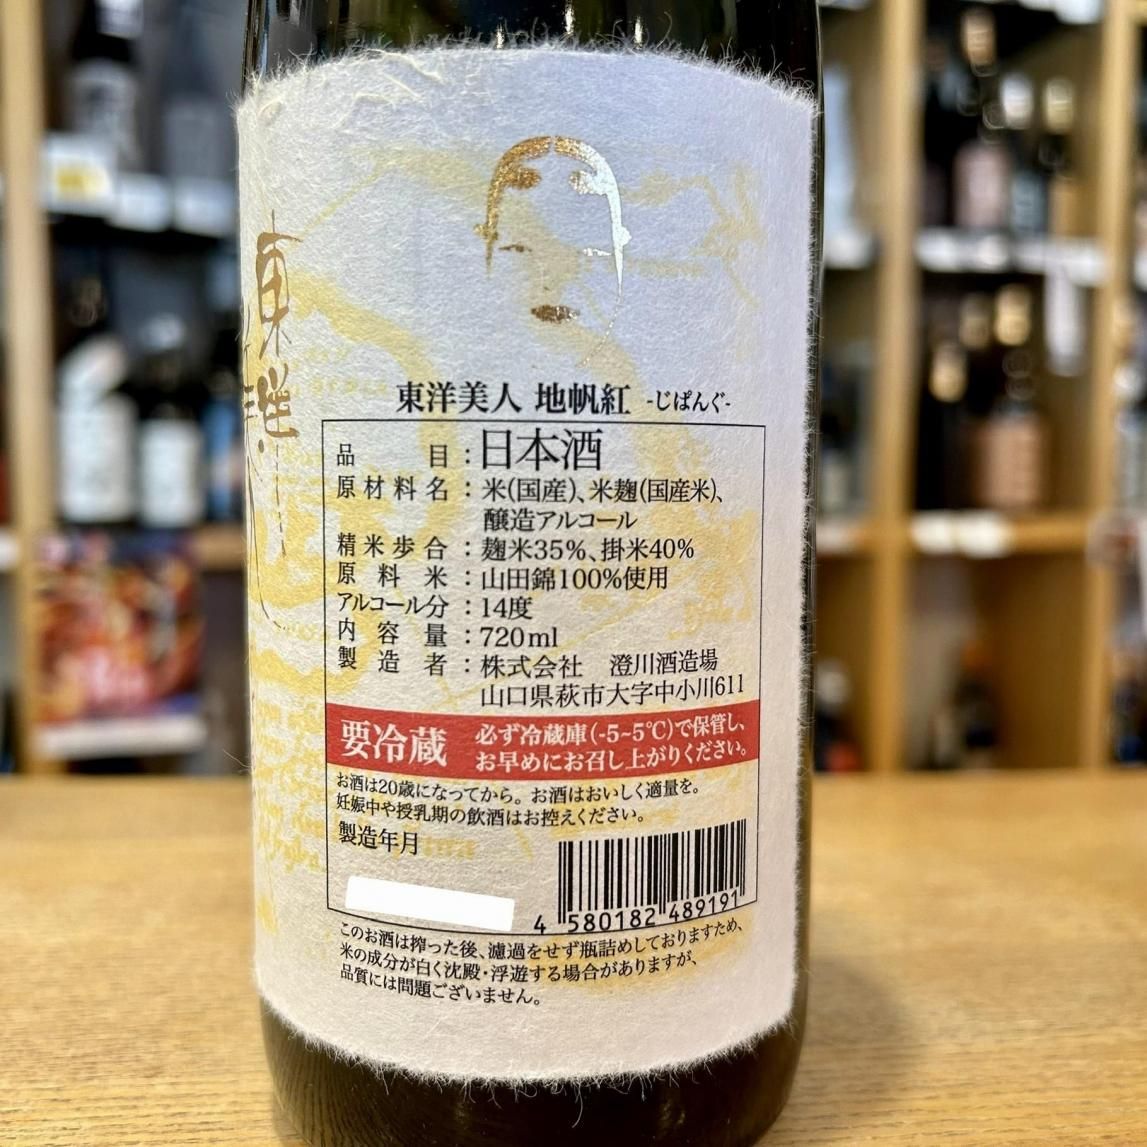 東洋美人 地帆紅 -じぱんぐ-
品目:日本酒
原材料名:米(国産)、米麹(国産米)、
醸造アルコール
精米歩合:麹米35%、掛米40%
原料米:山田錦100%使用
アルコール分:14度
内容量:720ml
製造者:株式会社 澄川酒造場
山口県萩市大字中小川611
要冷蔵 必ず冷蔵庫(-5~5℃)で保管し、
お早めにお召し上がりください。
お酒は20歳になってから。お酒はおいしく適量を。
妊娠中や授乳期の飲酒はお控えください。
製造年月
4 580182 489191
このお酒は搾った後、濾過をせず瓶詰めしておりますため、
米の成分が白く沈殿・浮遊する場合がありますが、
品質には問題ございません。